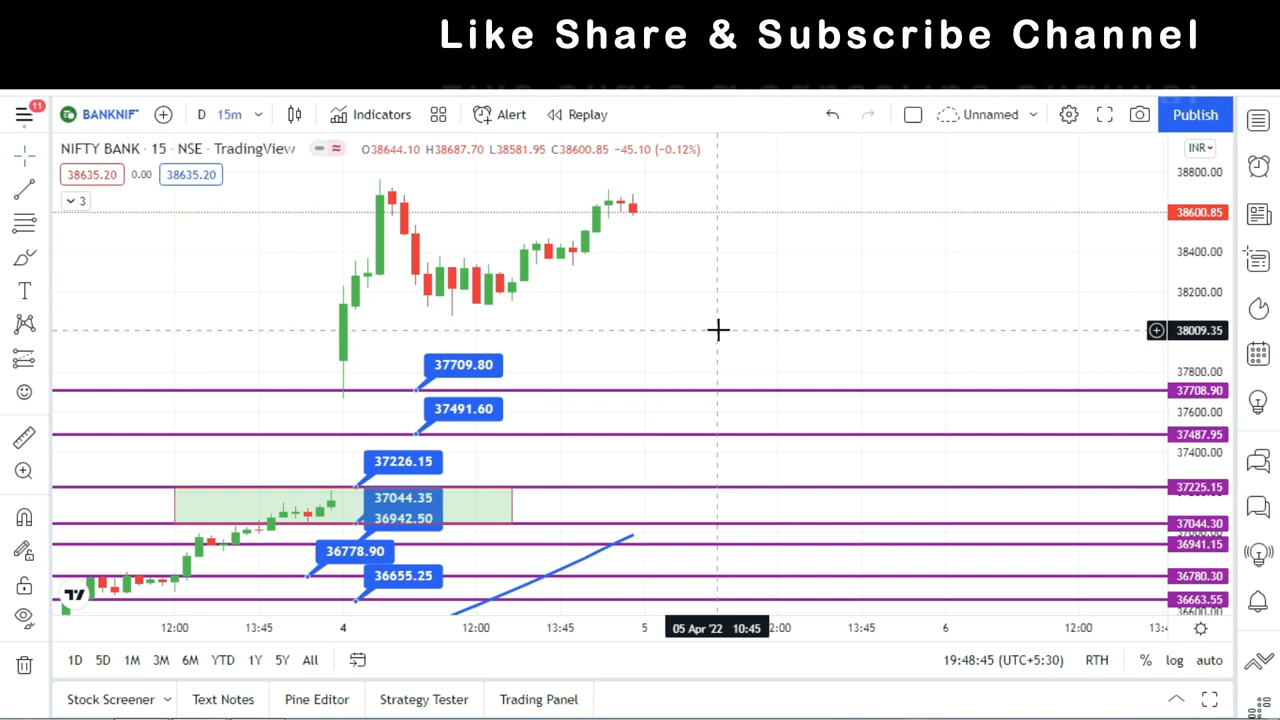 Like Share & Subscribe Channel
11
BANKNIF
D 15m
Indicators
Alert
Replay
Unnamed
Publish
NIFTY BANK · 15 · NSE · TradingView
O38644.10 H38687.70 L38581.95 C38600.85 -45.10 (-0.12%)
INR
38635.20 0.00 38635.20
3
38800.00
38600.85
38400.00
38200.00
38009.35
37709.80
37800.00
37708.90
37491.60
37600.00
37487.95
37226.15
37400.00
37225.15
37044.35
36942.50
37044.30
36941.15
36778.90
36780.30
36655.25
36663.55
36600.00
12:00 13:45 4 12:00 13:45 5 05 Apr '22 10:45 2:00 13:45 6 12:00 13:4
1D 5D 1M 3M 6M YTD 1Y 5Y All
19:48:45 (UTC+5:30) RTH % log auto
Stock Screener Text Notes Pine Editor Strategy Tester Trading Panel